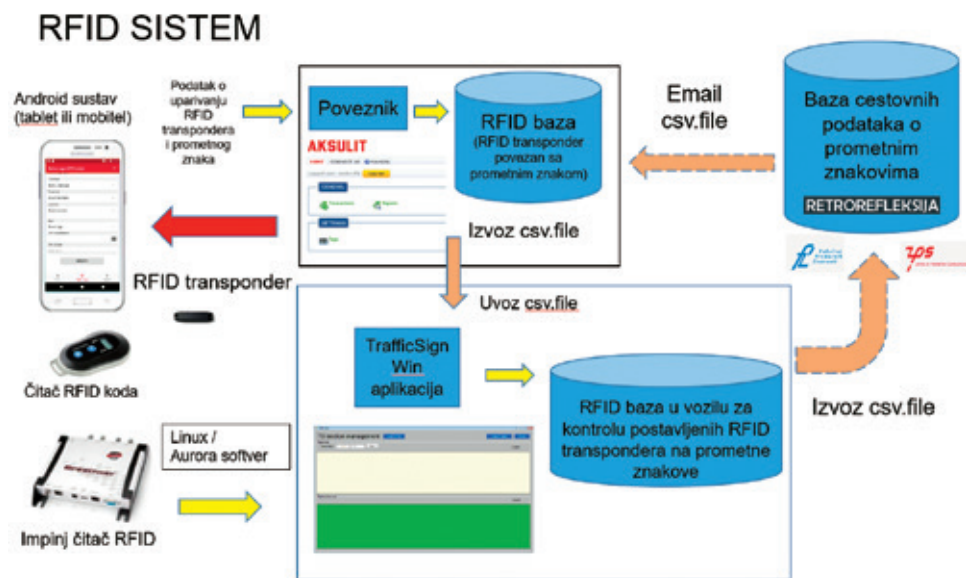 RFID SISTEM
Android sustav
(tablet ili mobitel)
Podatak o
uparivanju
RFID
transpondera
i prometnog
znaka
Poveznik
AKSULIT
RFID baza
(RFID transponder
povezan sa
prometnim znakom)
Izvoz csv.file
Email
csv.file
Baza cestovnih
podataka o
prometnim
znakovima
RETROREFLEKSIJA
zps
RFID transponder
Čitač RFID koda
Uvoz csv.file
TrafficSign
Win
aplikacija
RFID baza u vozilu za
kontrolu postavljenih RFID
transpondera na prometne
znakove
Izvoz csv.file
Linux /
Aurora softver
Impinj čitač RFID